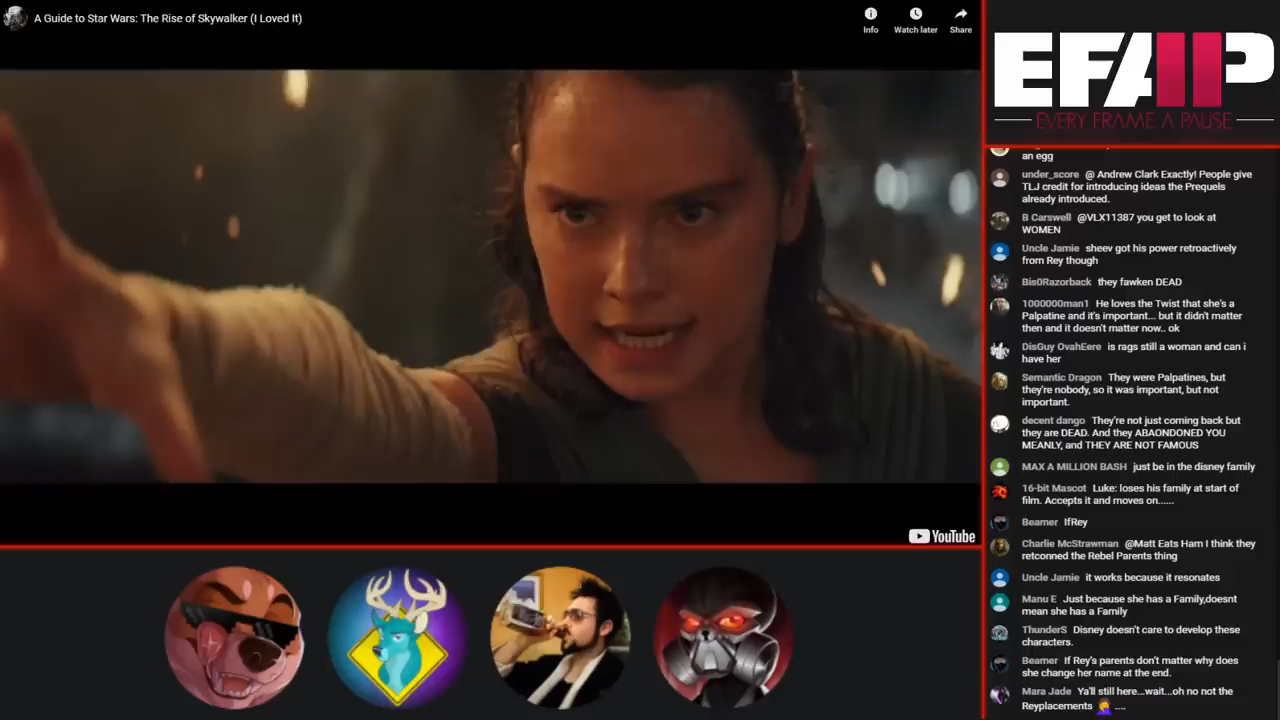 A Guide to Star Wars: The Rise of Skywalker (I Loved It)
Info
Watch later
Share
YouTube
EFAP
EVERY FRAME A PAUSE
an egg
under_score @ Andrew Clark Exactly! People give
TLJ credit for introducing ideas the Prequels
already introduced.
B Carswell @VLX11387 you get to look at
WOMEN
Uncle Jamie sheev got his power retroactively
from Rey though
Bis0Razorback they fawken DEAD
1000000man1 He loves the Twist that she's a
Palpatine and it's important... but it didn't matter
then and it doesn't matter now.. ok
DisGuy OvahEere is rags still a woman and can i
have her
Semantic Dragon They were Palpatines, but
they're nobody, so it was important, but not
important.
decent dango They're not just coming back but
they are DEAD. And they ABAONDONED YOU
MEANLY, and THEY ARE NOT FAMOUS
MAX A MILLION BASH just be in the disney family
16-bit Mascot Luke: loses his family at start of
film. Accepts it and moves on......
Beamer IfRey
Charlie McStrawman @Matt Eats Ham I think they
retconned the Rebel Parents thing
Uncle Jamie it works because it resonates
Manu E Just because she has a Family,doesnt
mean she has a Family
ThunderS Disney doesn't care to develop these
characters.
Beamer If Rey's parents don't matter why does
she change her name at the end.
Mara Jade Ya'll still here...wait...oh no not the
Reyplacements 🤦‍♀️ ....